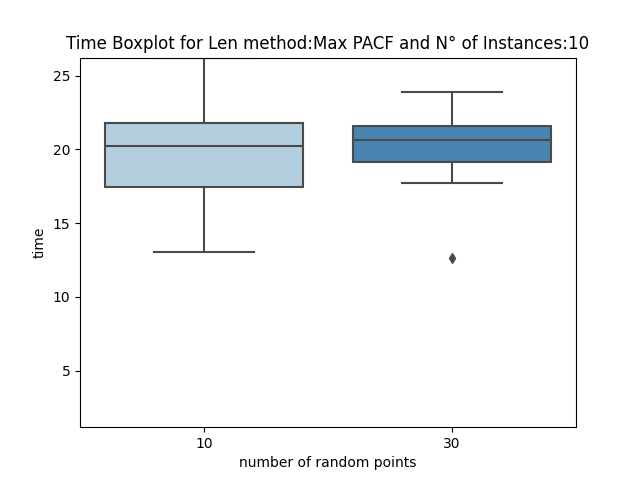 Time Boxplot for Len method:Max PACF and N° of Instances:10
25
20
15
10
5
time
10 30
number of random points